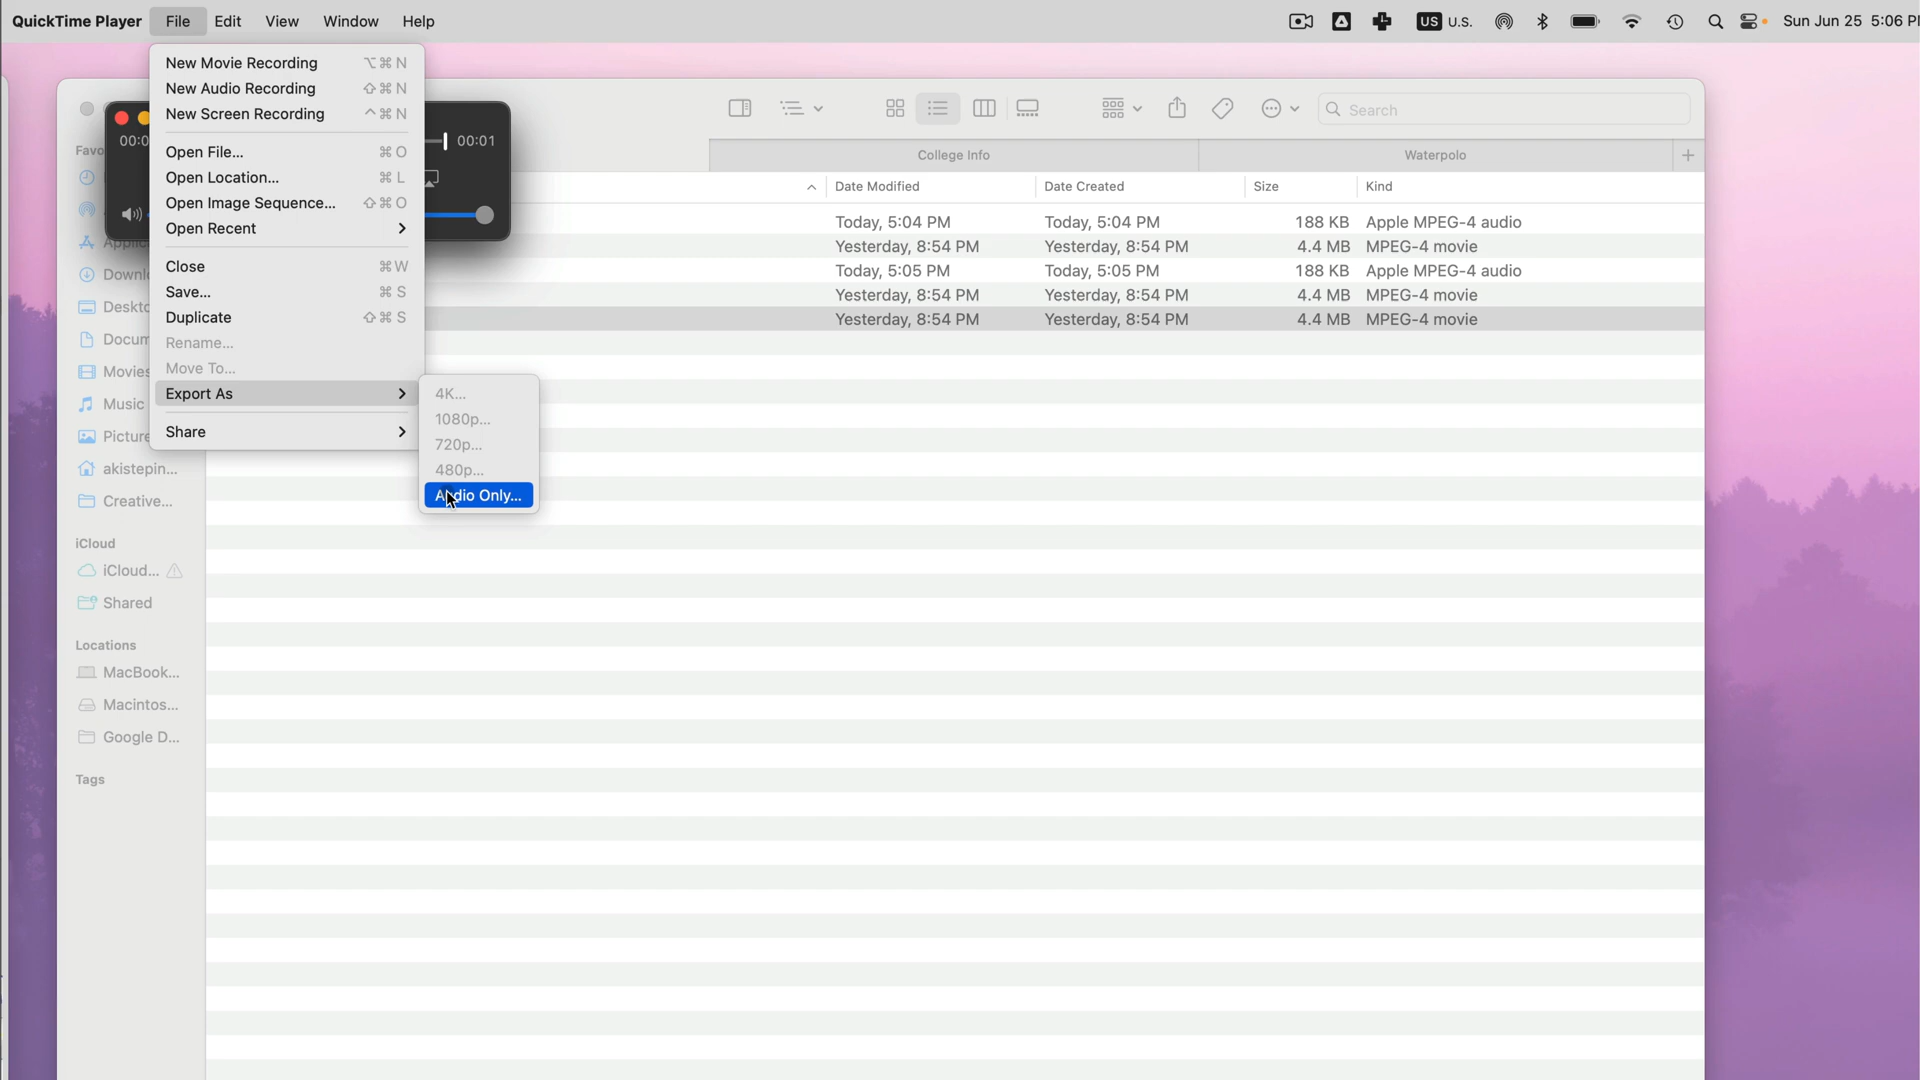 QuickTime Player File Edit View Window Help US U.S. Sun Jun 25 5:06
New Movie Recording ⌥⌘N
New Audio Recording ⇧⌘N
New Screen Recording ^⌘N
Open File... ⌘O
Open Location... ⌘L
Open Image Sequence... ⇧⌘O
Open Recent
Close ⌘W
Save... ⌘S
Duplicate ⇧⌘S
Rename...
Move To...
Export As
Share
4K...
1080p...
720p...
480p...
Audio Only...
00:01
Search
College Info Waterpolo
Date Modified Date Created Size Kind
Today, 5:04 PM Today, 5:04 PM 188 KB Apple MPEG-4 audio
Yesterday, 8:54 PM Yesterday, 8:54 PM 4.4 MB MPEG-4 movie
Today, 5:05 PM Today, 5:05 PM 188 KB Apple MPEG-4 audio
Yesterday, 8:54 PM Yesterday, 8:54 PM 4.4 MB MPEG-4 movie
Yesterday, 8:54 PM Yesterday, 8:54 PM 4.4 MB MPEG-4 movie
Movies
Music
akistepin...
Creative...
iCloud
iCloud...
Shared
Locations
MacBook...
Macintos...
Google D...
Tags